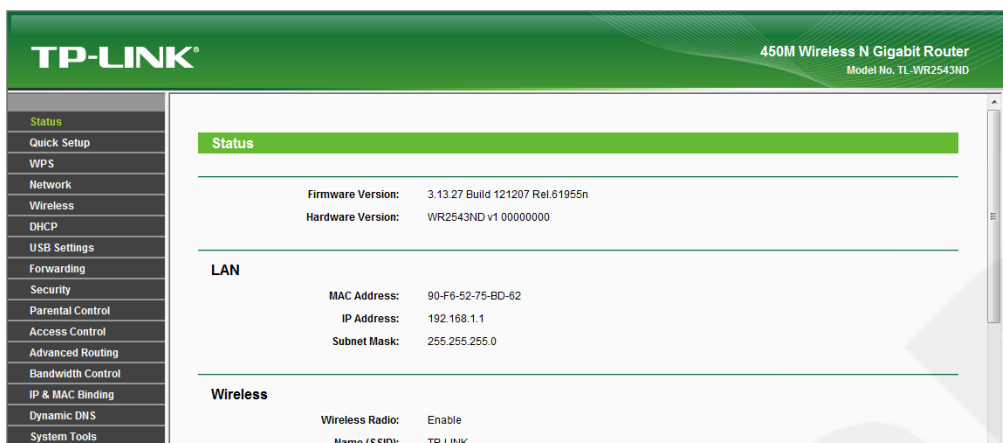 TP-LINK®
450M Wireless N Gigabit Router
Model No. TL-WR2543ND
Status
Quick Setup
WPS
Network
Wireless
DHCP
USB Settings
Forwarding
Security
Parental Control
Access Control
Advanced Routing
Bandwidth Control
IP & MAC Binding
Dynamic DNS
System Tools
Status
Firmware Version: 3.13.27 Build 121207 Rel.61955n
Hardware Version: WR2543ND v1 00000000
LAN
MAC Address: 90-F6-52-75-BD-62
IP Address: 192.168.1.1
Subnet Mask: 255.255.255.0
Wireless
Wireless Radio: Enable
Name (SSID): TP-LINK